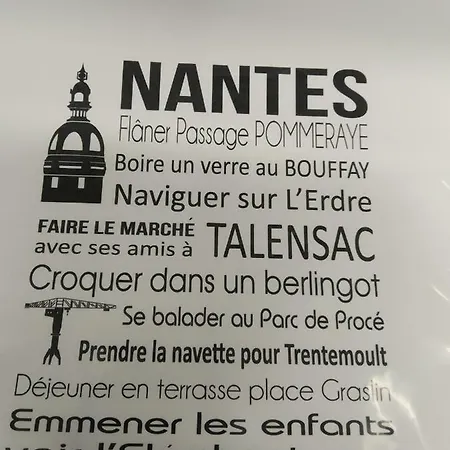 NANTES
Flâner Passage POMMERAYE
Boire un verre au BOUFFAY
Naviguer sur L'Erdre
FAIRE LE MARCHÉ
avec ses amis à TALENSAC
Croquer dans un berlingot
Se balader au Parc de Procé
Prendre la navette pour Trentemoult
Déjeuner en terrasse place Graslin
Emmener les enfants